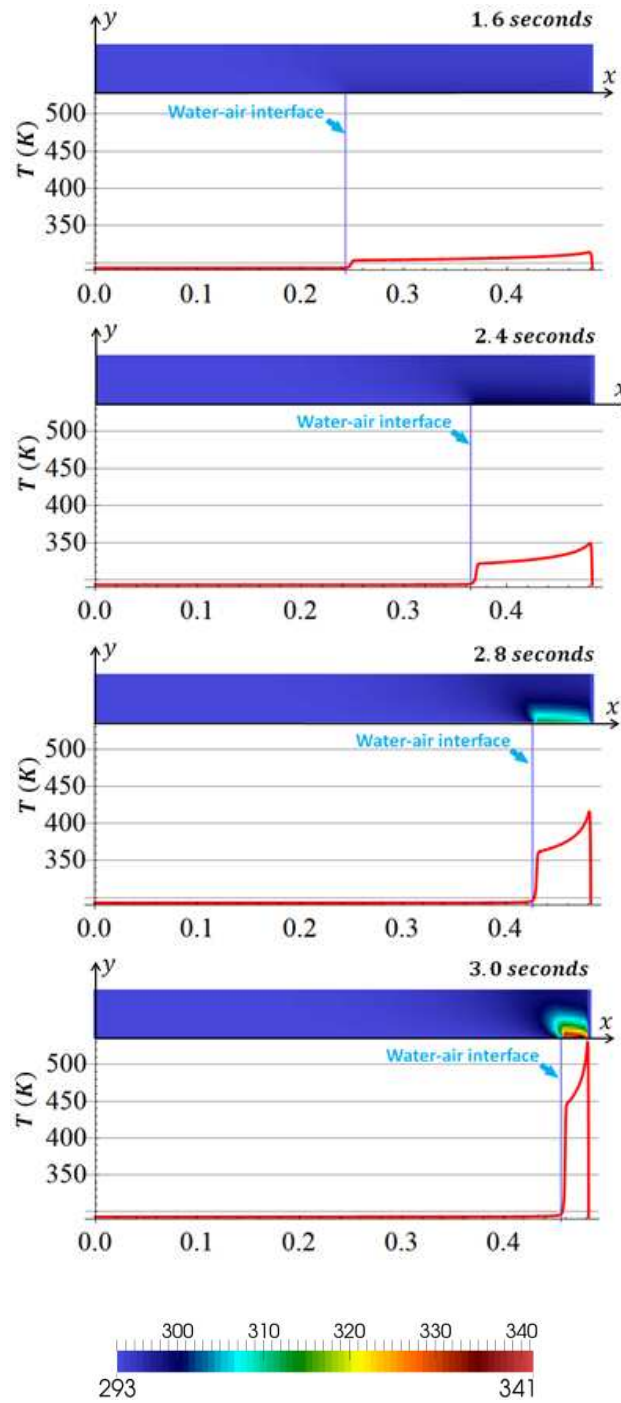 y
1.6 seconds
x
Water-air interface
T (K)
500
450
400
350
0.0 0.1 0.2 0.3 0.4
y
2.4 seconds
x
Water-air interface
T (K)
500
450
400
350
0.0 0.1 0.2 0.3 0.4
y
2.8 seconds
x
Water-air interface
T (K)
500
450
400
350
0.0 0.1 0.2 0.3 0.4
y
3.0 seconds
x
Water-air interface
T (K)
500
450
400
350
0.0 0.1 0.2 0.3 0.4
300 310 320 330 340
293 341